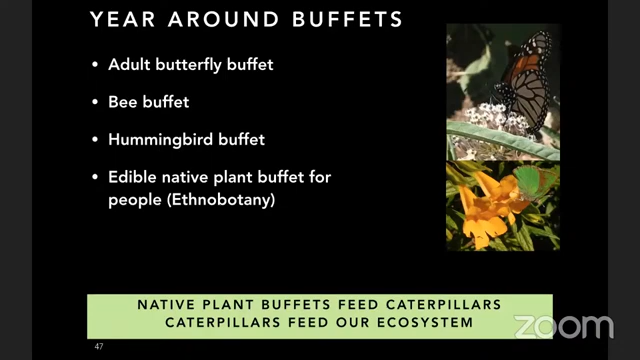 YEAR AROUND BUFFETS
• Adult butterfly buffet
• Bee buffet
• Hummingbird buffet
• Edible native plant buffet for
people (Ethnobotany)
NATIVE PLANT BUFFETS FEED CATERPILLARS
CATERPILLARS FEED OUR ECOSYSTEM
zoom
47